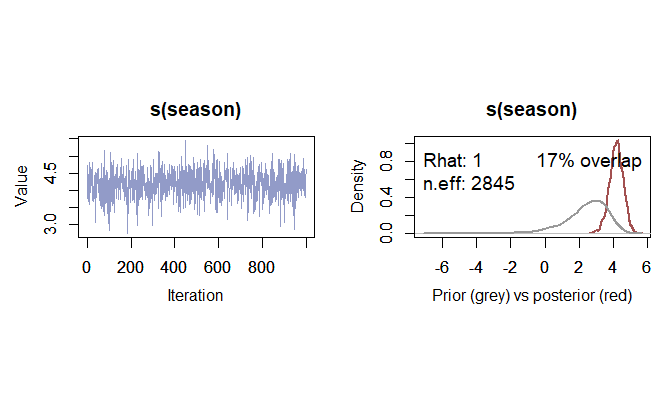 s(season)
Value
3.0
4.5
0
200
400
600
800
Iteration
s(season)
Density
0.0
0.4
0.8
Rhat: 1
17% overlap
n.eff: 2845
-6
-4
-2
0
2
4
6
Prior (grey) vs posterior (red)